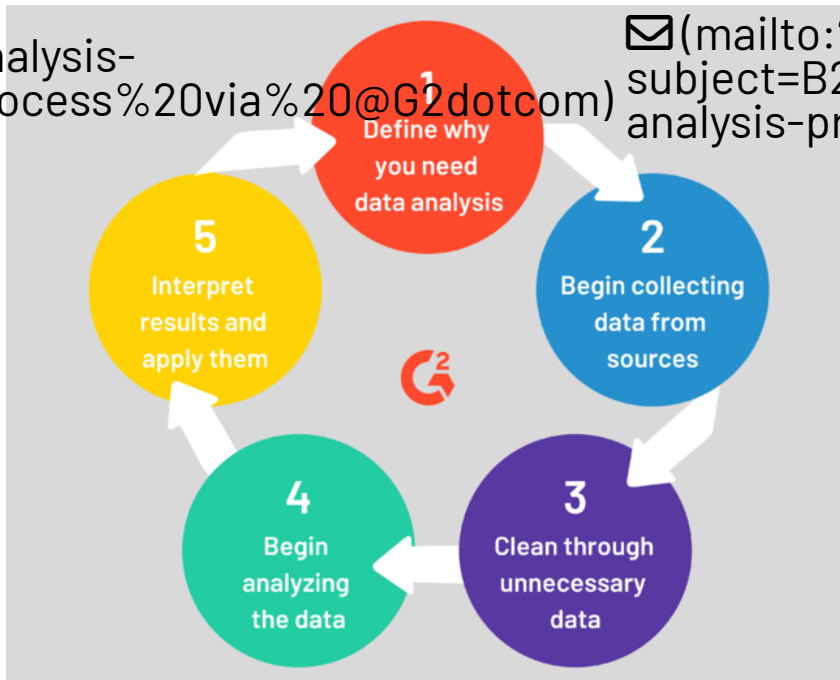 alysis-
ocess%20via%20@G2dotcom)
(mailto:
subject=B2
analysis-pr
1
Define why
you need
data analysis
2
Begin collecting
data from
sources
3
Clean through
unnecessary
data
4
Begin
analyzing
the data
5
Interpret
results and
apply them
G2